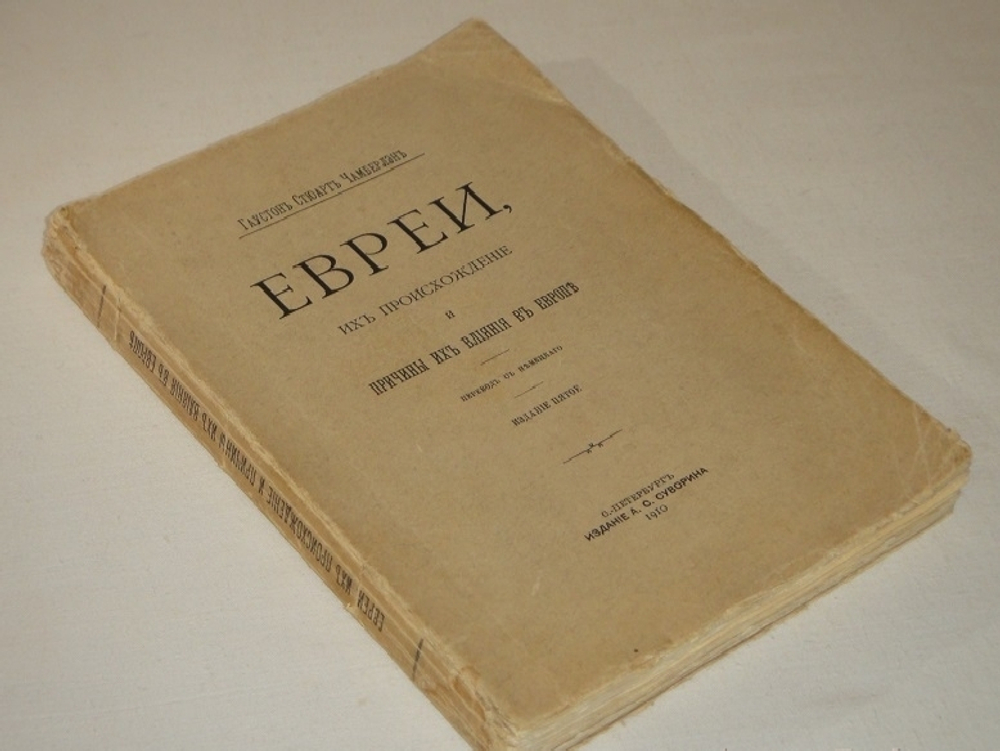 ГАУСТОНЪ СТЮАРТЪ ЧАМБЕРЛЭНЪ
ЕВРЕИ,
ИХЪ ПРОИСХОЖДЕНІЕ
И
ПРИЧИНЫ ИХЪ ВЛІЯНІЯ ВЪ ЕВРОПѢ
ПЕРЕВОДЪ СЪ НѢМЕЦКАГО
ИЗДАНІЕ ПЯТОЕ
С.-ПЕТЕРБУРГЪ
ИЗДАНІЕ А. С. СУВОРИНА
1910
ЕВРЕИ ИХЪ ПРОИСХОЖДЕНІЕ И ПРИЧИНЫ ИХЪ ВЛІЯНІЯ ВЪ ЕВРОПѢ